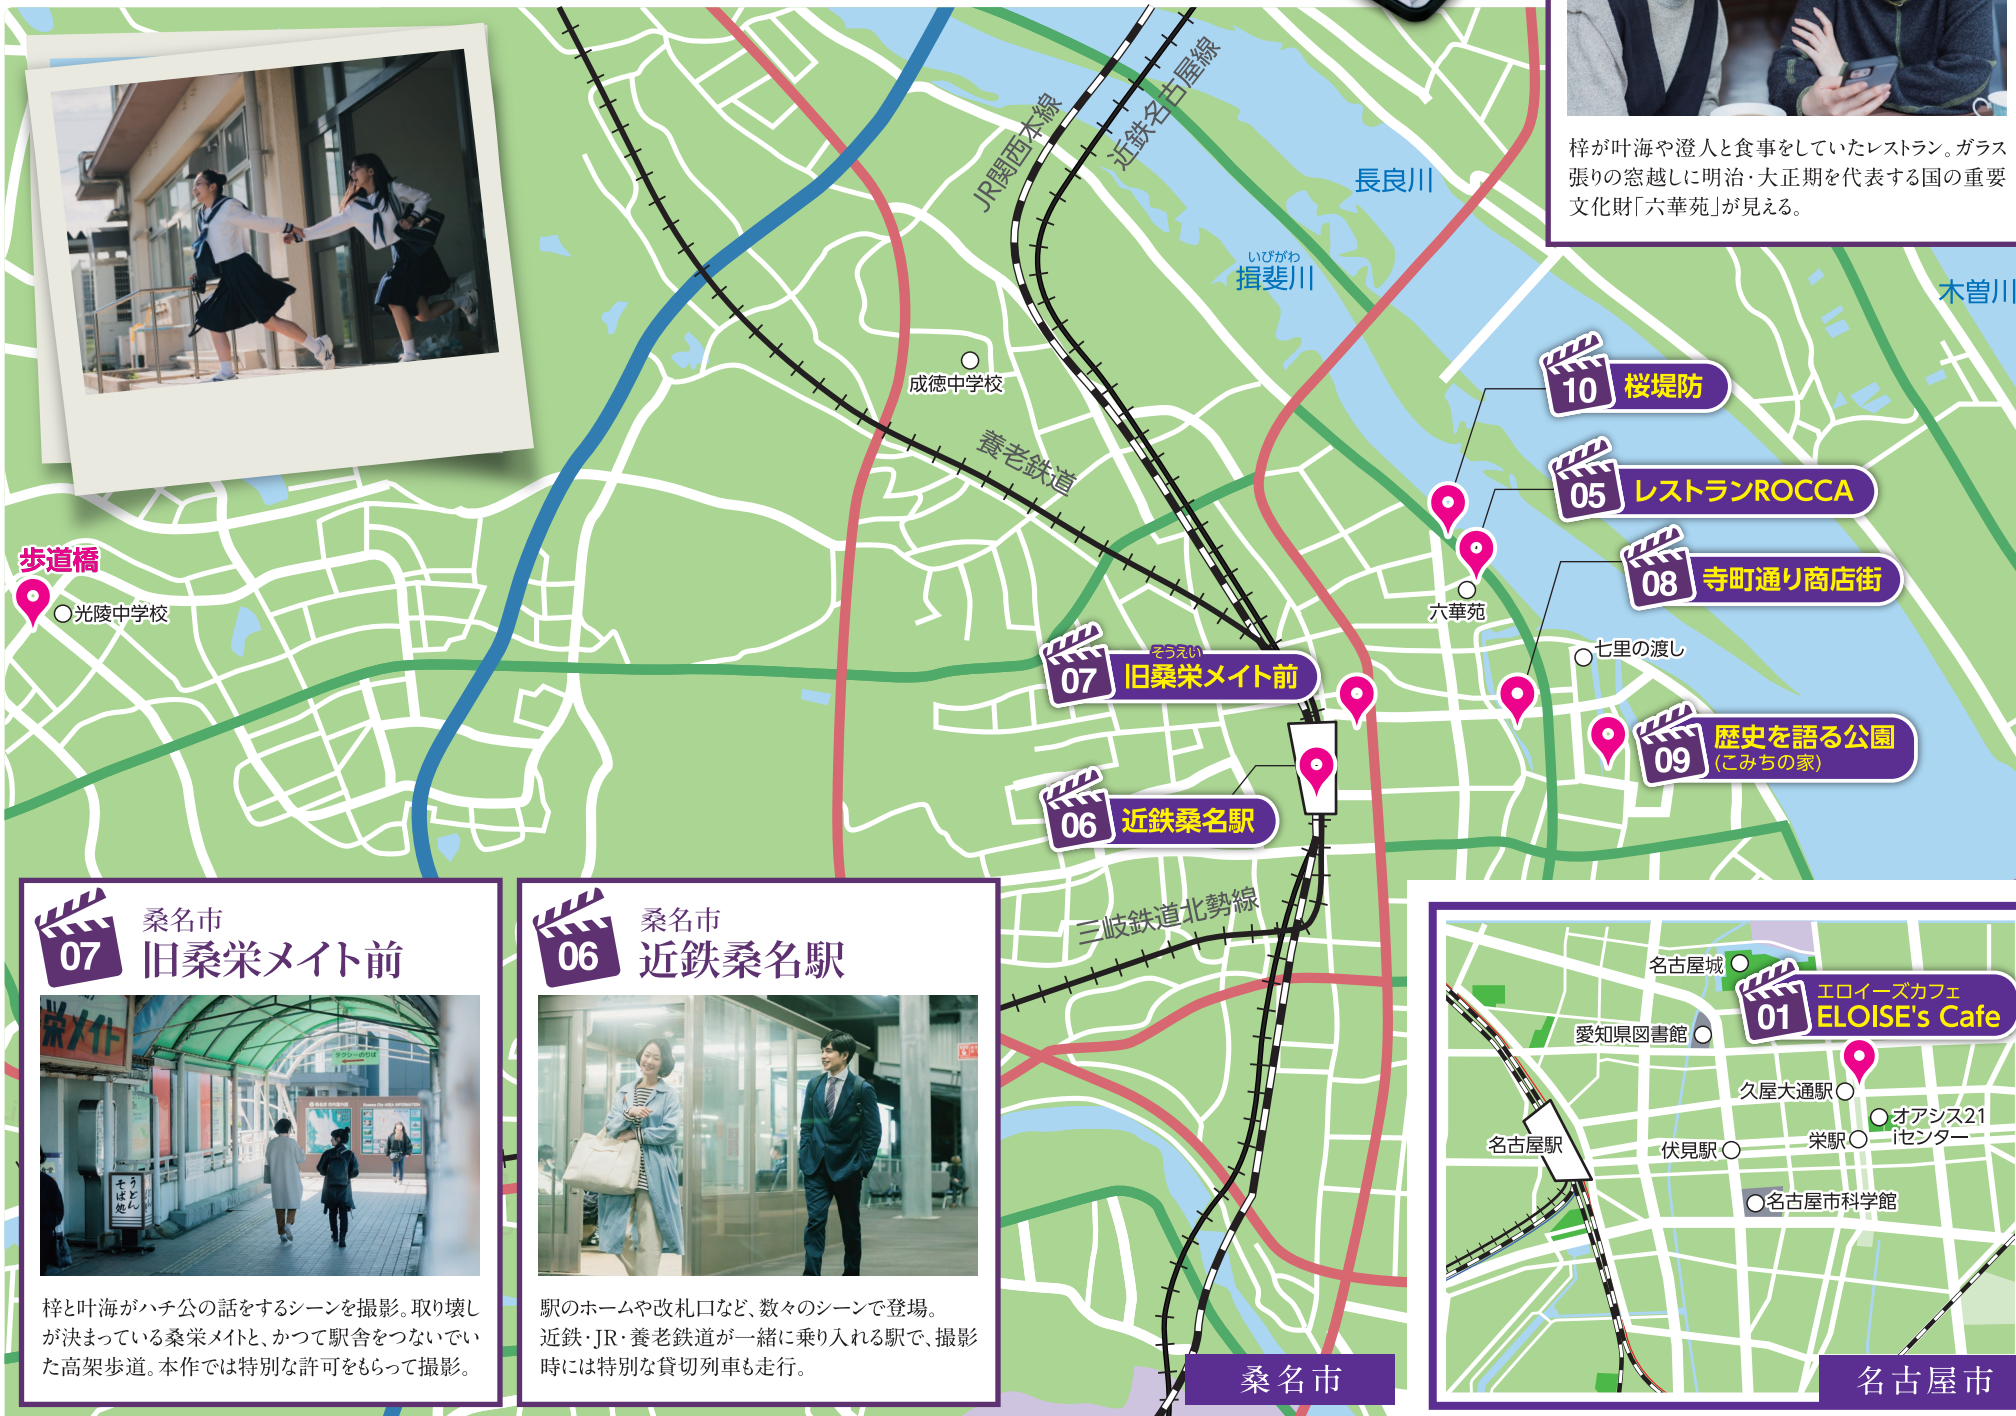 梓が叶海や澄人と食事をしていたレストラン。ガラス
張りの窓越しに明治・大正期を代表する国の重要
文化財「六華苑」が見える。
JR関西本線
近鉄名古屋線
長良川
いびがわ
揖斐川
木曽川
成徳中学校
養老鉄道
10 桜堤防
05 レストランROCCA
08 寺町通り商店街
六華苑
七里の渡し
歩道橋
光陵中学校
そうえい
07 旧桑栄メイト前
09 歴史を語る公園
(こみちの家)
06 近鉄桑名駅
三岐鉄道北勢線
07
桑名市
旧桑栄メイト前
栄メイト
タクシーのりば
うどん
そば処
梓と叶海がハチ公の話をするシーンを撮影。取り壊し
が決まっている桑栄メイトと、かつて駅舎をつないでい
た高架歩道。本作では特別な許可をもらって撮影。
06
桑名市
近鉄桑名駅
駅のホームや改札口など、数々のシーンで登場。
近鉄・JR・養老鉄道が一緒に乗り入れる駅で、撮影
時には特別な貸切列車も走行。
桑名市
名古屋城
エロイーズカフェ
01 ELOISE's Cafe
愛知県図書館
久屋大通駅
オアシス21
iセンター
栄駅
名古屋駅
伏見駅
名古屋市科学館
名古屋市